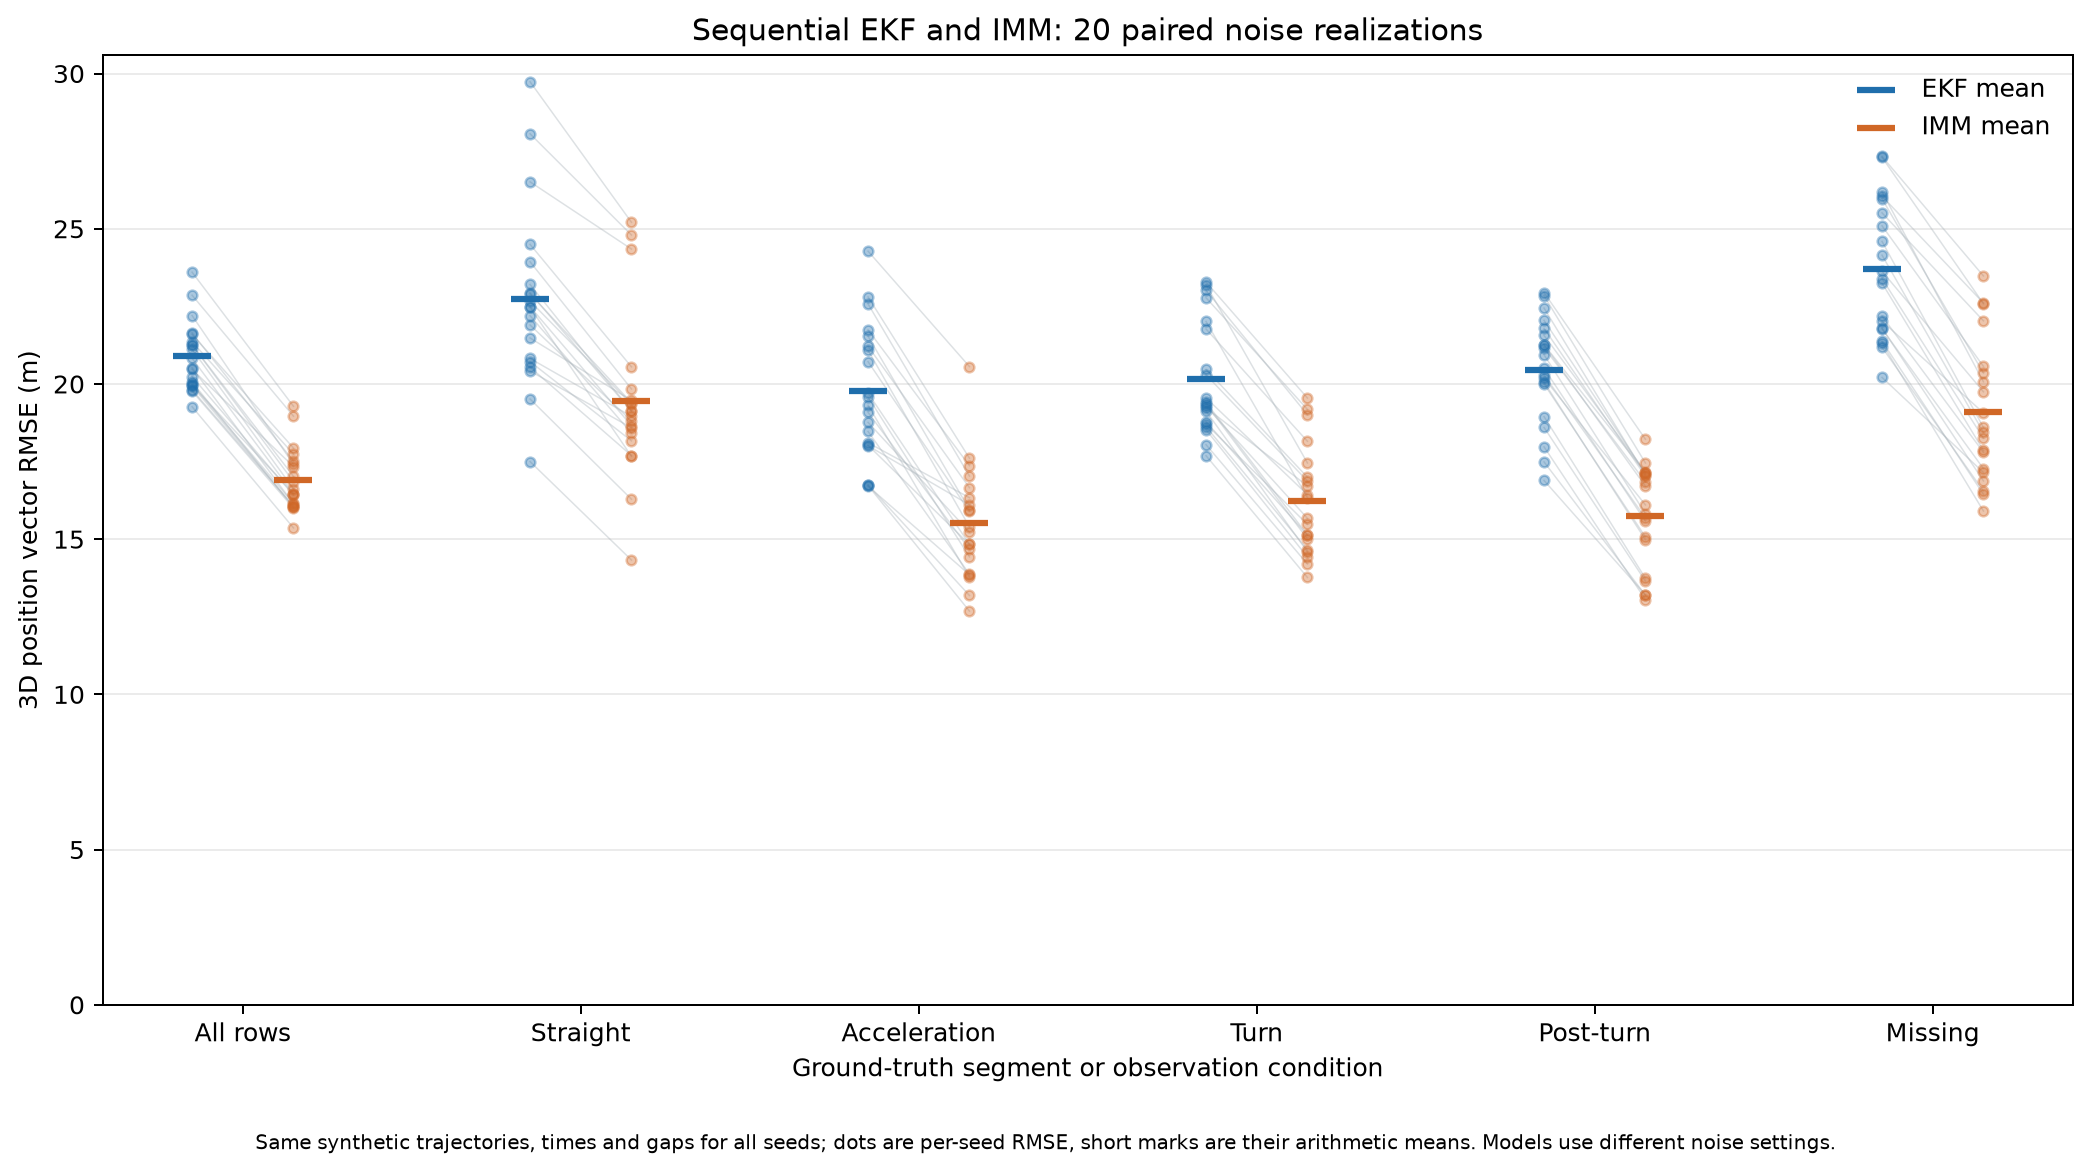 Sequential EKF and IMM: 20 paired noise realizations
EKF mean
IMM mean
3D position vector RMSE (m)
30
25
20
15
10
5
0
All rows
Straight
Acceleration
Turn
Post-turn
Missing
Ground-truth segment or observation condition
Same synthetic trajectories, times and gaps for all seeds; dots are per-seed RMSE, short marks are their arithmetic means. Models use different noise settings.